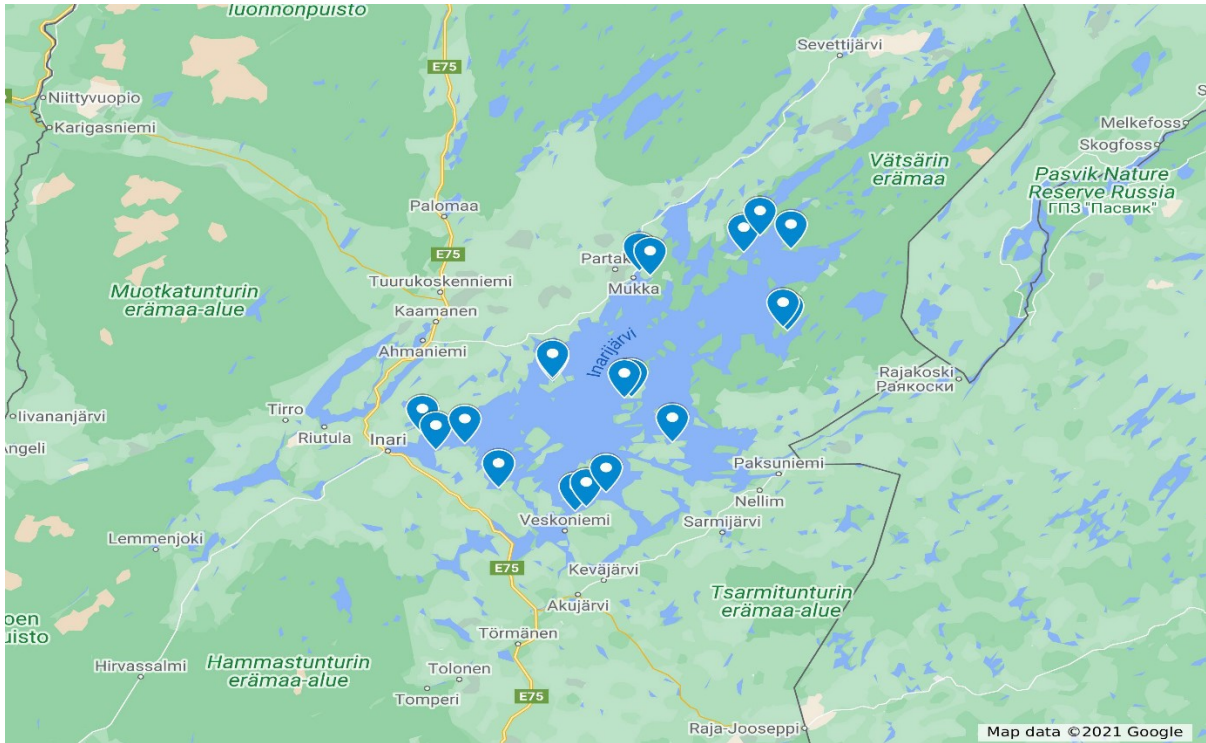 luonnonpuisto
Sevettijärvi
E75
Niittyvuopio
Karigasniemi
Melkefoss
Skogfoss
Vätsärin
erämaa
Pasvik Nature
Reserve Russia
ГПЗ "Пасвик"
Palomaa
E75
Partak
Mukka
Tuurukoskenniemi
Kaamanen
Muotkatunturin
erämaa-alue
Ahmaniemi
Inarijärvi
Rajakoski
Раякоски
Iivananjärvi
Tirro
Riutula
Inari
Angeli
Paksuniemi
Nellim
Veskoniemi
Sarmijärvi
Lemmenjoki
E75
Keväjärvi
Akujärvi
Tsarmitunturin
erämaa-alue
oen
uisto
Törmänen
Hirvassalmi
Hammastunturin
erämaa-alue
Tolonen
Tomperi
E75
Raja-Jooseppi
Map data ©2021 Google